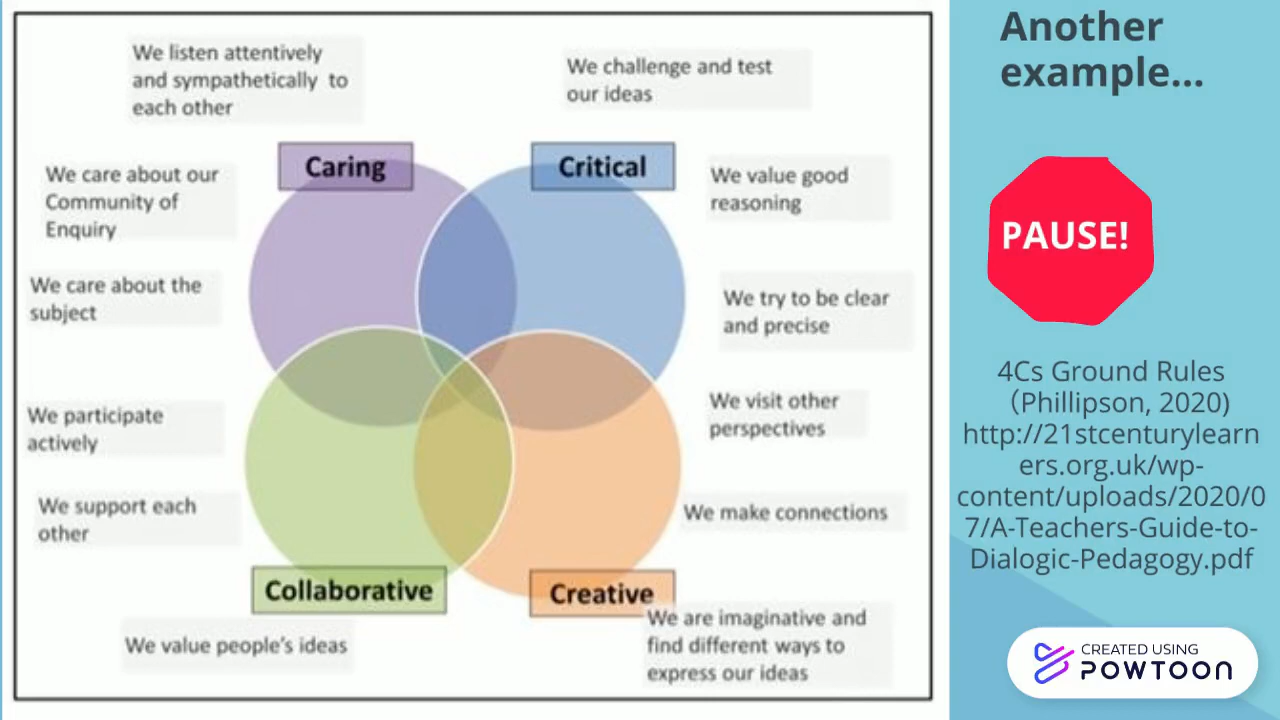 We listen attentively
and sympathetically to
each other
We challenge and test
our ideas
Caring
Critical
We care about our
Community of
Enquiry
We value good
reasoning
We care about the
subject
We try to be clear
and precise
We participate
actively
We visit other
perspectives
We support each
other
We make connections
Collaborative
Creative
We value people's ideas
We are imaginative and
find different ways to
express our ideas
Another
example...
PAUSE!
4Cs Ground Rules
(Phillipson, 2020)
http://21stcenturylearn
ers.org.uk/wp-
content/uploads/2020/0
7/A-Teachers-Guide-to-
Dialogic-Pedagogy.pdf
CREATED USING
POWTOON